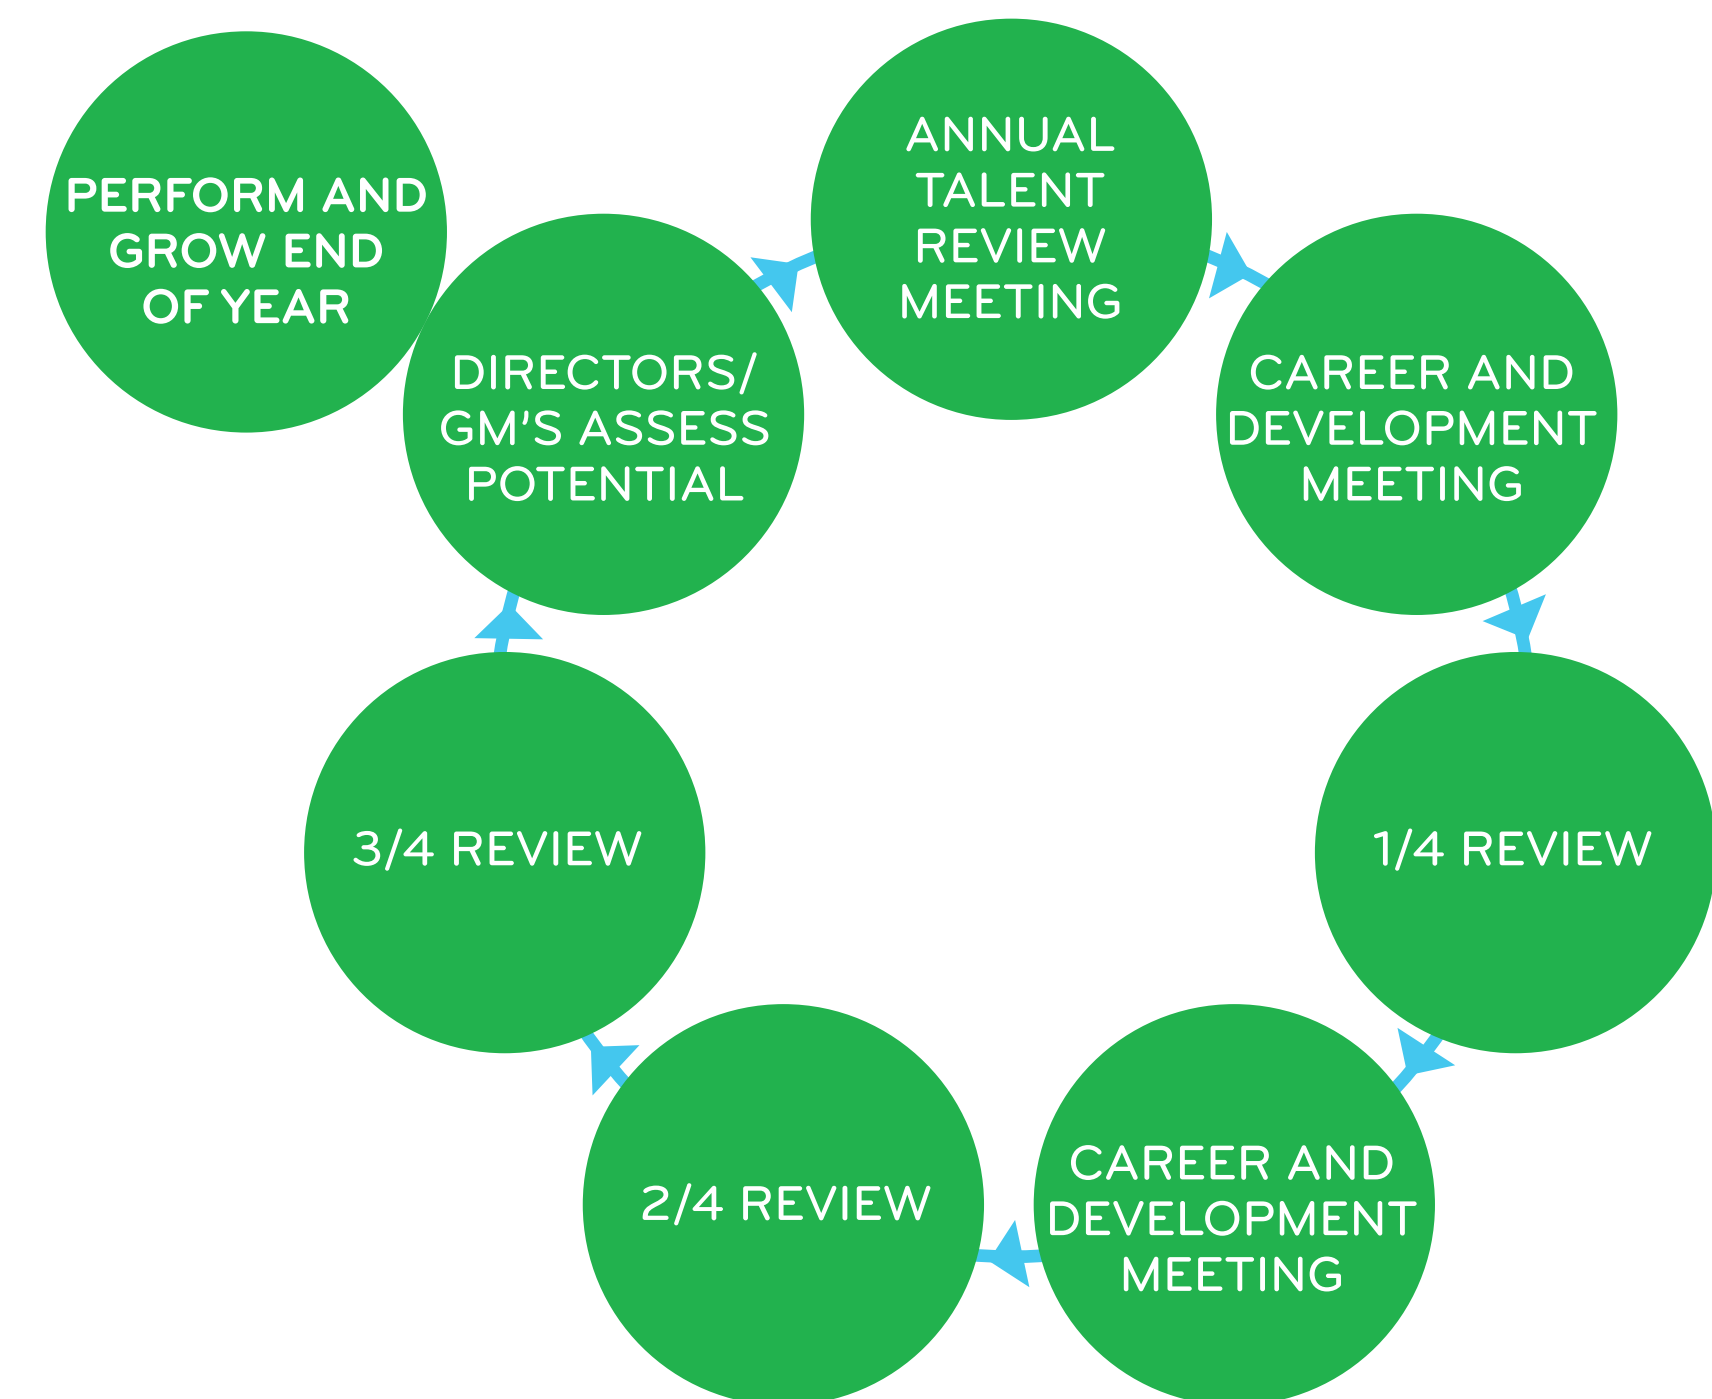 PERFORM AND
GROW END
OF YEAR
ANNUAL
TALENT
REVIEW
MEETING
DIRECTORS/
GM'S ASSESS
POTENTIAL
CAREER AND
DEVELOPMENT
MEETING
3/4 REVIEW
1/4 REVIEW
2/4 REVIEW
CAREER AND
DEVELOPMENT
MEETING